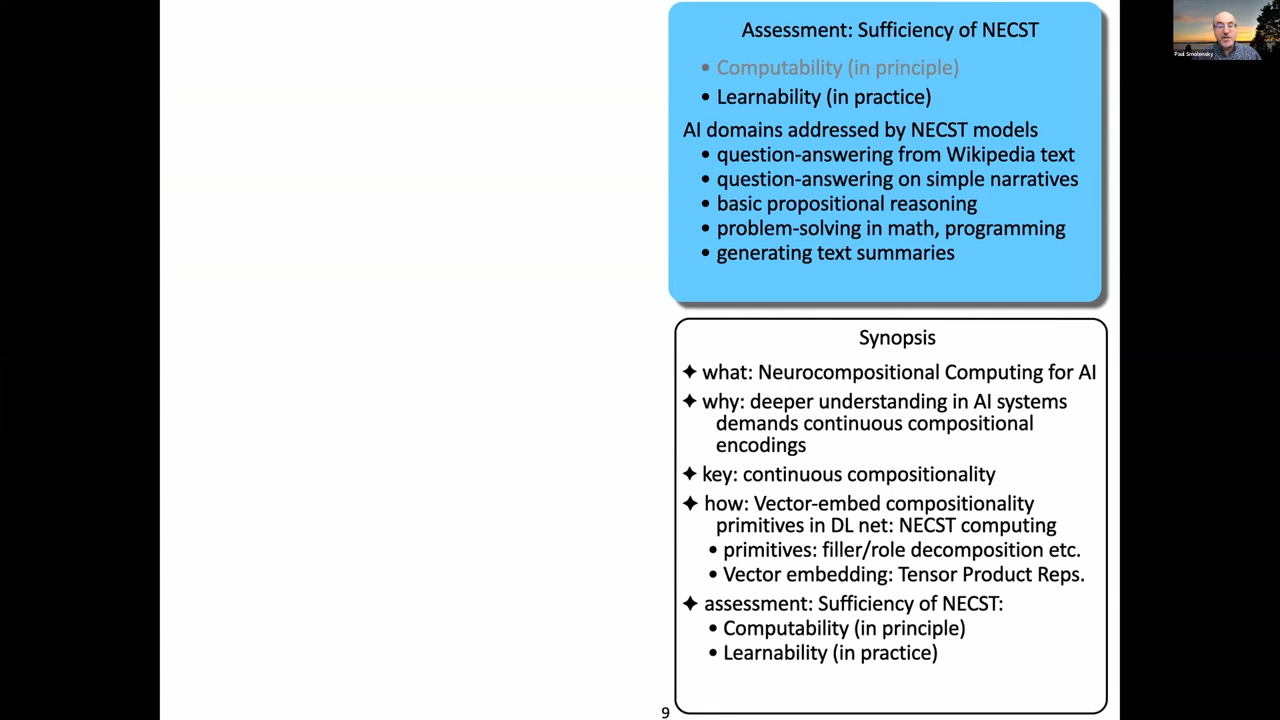 Assessment: Sufficiency of NECST
• Computability (in principle)
• Learnability (in practice)
AI domains addressed by NECST models
• question-answering from Wikipedia text
• question-answering on simple narratives
• basic propositional reasoning
• problem-solving in math, programming
• generating text summaries
Synopsis
✦ what: Neurocompositional Computing for AI
✦ why: deeper understanding in AI systems
demands continuous compositional
encodings
✦ key: continuous compositionality
✦ how: Vector-embed compositionality
primitives in DL net: NECST computing
• primitives: filler/role decomposition etc.
• Vector embedding: Tensor Product Reps.
✦ assessment: Sufficiency of NECST:
• Computability (in principle)
• Learnability (in practice)
9
Paul Smolensky